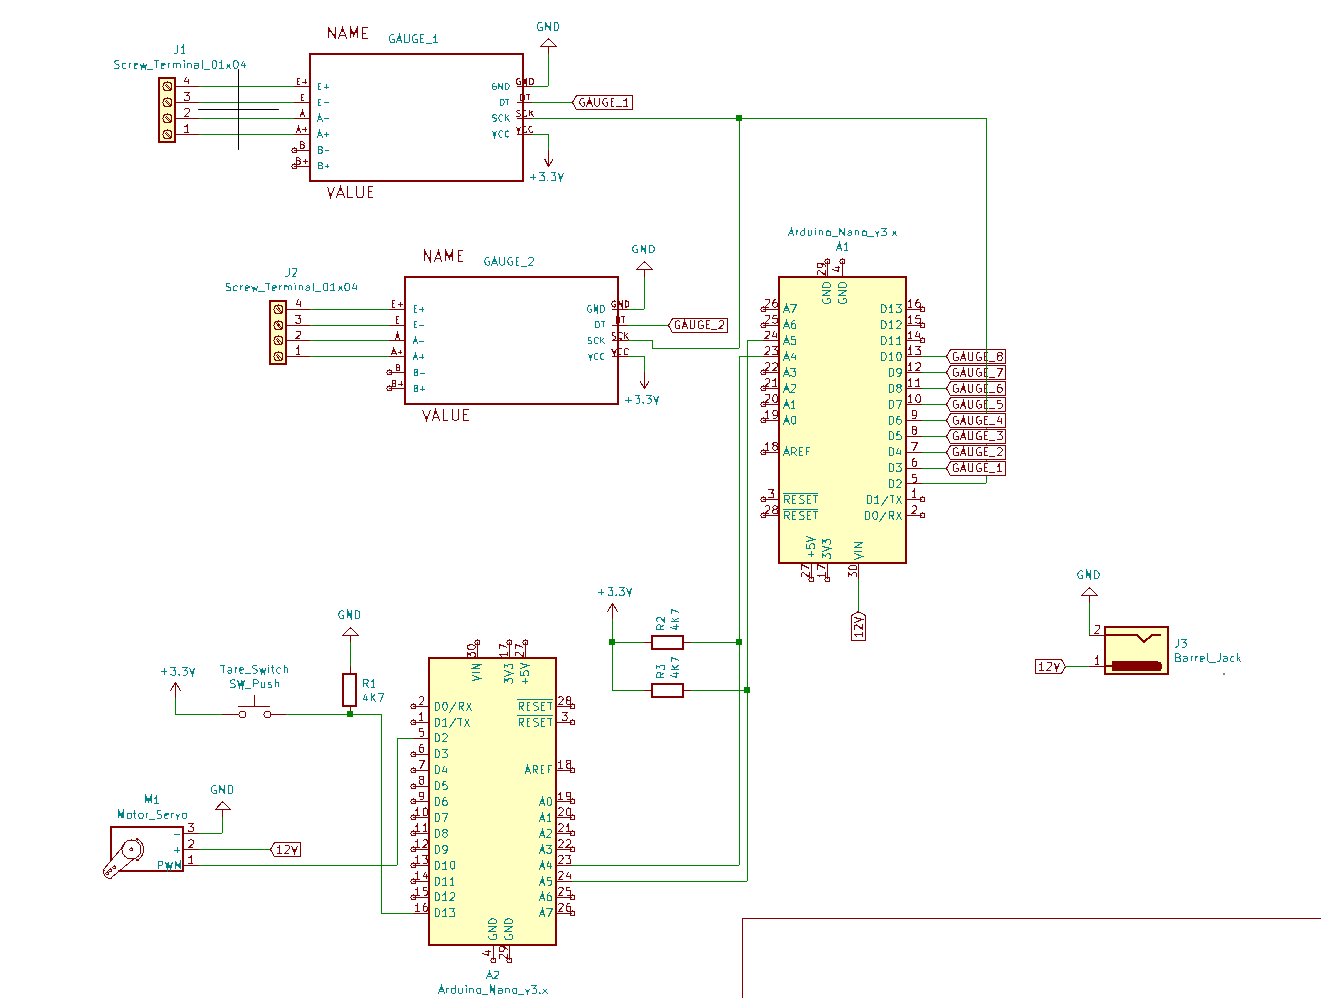 NAME GAUGE_1
GND
J1
Screw_Terminal_01x04
4 E+ E+ GND GND
3 E E- DT DT GAUGE_1
2 A A- SCK SCK
1 A+ A+ VCC VCC
B B-
B+ B+
+3.3V
VALUE
NAME GAUGE_2
GND
J2
Screw_Terminal_01x04
4 E+ E+ GND GND
3 E E- DT DT GAUGE_2
2 A A- SCK SCK
1 A+ A+ VCC VCC
B B-
B+ B+
+3.3V
VALUE
Arduino_Nano_v3.x
A1
29 4
GND GND
26 A7 D13 16
25 A6 D12 15
24 A5 D11 14
23 A4 D10 13 GAUGE_8
22 A3 D9 12 GAUGE_7
21 A2 D8 11 GAUGE_6
20 A1 D7 10 GAUGE_5
19 A0 D6 9 GAUGE_4
D5 8 GAUGE_3
18 AREF D4 7 GAUGE_2
D3 6 GAUGE_1
D2 5
3 RESET D1/TX 1
28 RESET D0/RX 2
+5V 3V3 VIN
27 17 30
12V
GND
2
J3
Barrel_Jack
12V 1
+3.3V
R2 4K7
R3 4K7
GND
+3.3V
Tare_Switch
SW_Push
R1
4K7
30 17 27
VIN 3V3 +5V
2 D0/RX RESET 28
1 D1/TX RESET 3
5 D2
6 D3
7 D4 AREF 18
8 D5
9 D6 A0 19
10 D7 A1 20
11 D8 A2 21
12 D9 A3 22
13 D10 A4 23
14 D11 A5 24
15 D12 A6 25
16 D13 A7 26
GND GND
4 29
A2
Arduino_Nano_v3.x
GND
M1
Motor_Servo
- 3
+ 2 12V
PWM 1